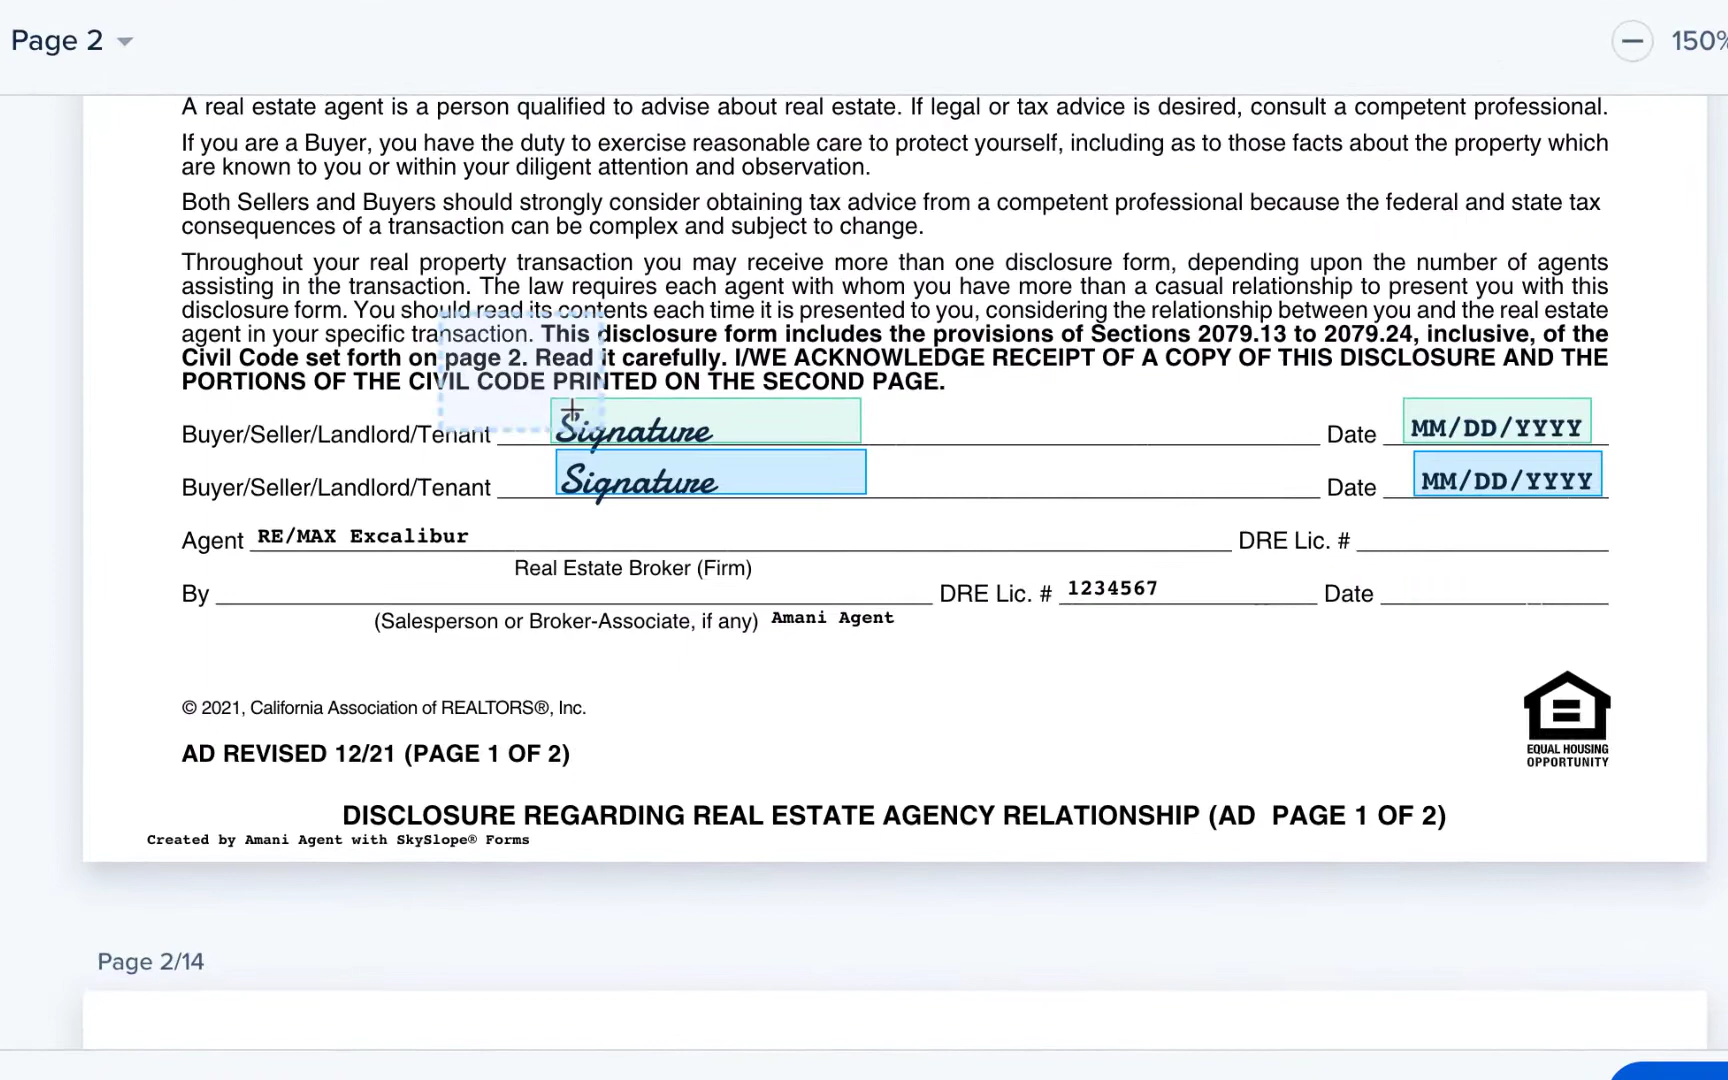 Page 2
150%
A real estate agent is a person qualified to advise about real estate. If legal or tax advice is desired, consult a competent professional.
If you are a Buyer, you have the duty to exercise reasonable care to protect yourself, including as to those facts about the property which
are known to you or within your diligent attention and observation.
Both Sellers and Buyers should strongly consider obtaining tax advice from a competent professional because the federal and state tax
consequences of a transaction can be complex and subject to change.
Throughout your real property transaction you may receive more than one disclosure form, depending upon the number of agents
assisting in the transaction. The law requires each agent with whom you have more than a casual relationship to present you with this
disclosure form. You should read its contents each time it is presented to you, considering the relationship between you and the real estate
agent in your specific transaction. This disclosure form includes the provisions of Sections 2079.13 to 2079.24, inclusive, of the
Civil Code set forth on page 2. Read it carefully. I/WE ACKNOWLEDGE RECEIPT OF A COPY OF THIS DISCLOSURE AND THE
PORTIONS OF THE CIVIL CODE PRINTED ON THE SECOND PAGE.
Buyer/Seller/Landlord/Tenant Signature Date MM/DD/YYYY
Buyer/Seller/Landlord/Tenant Signature Date MM/DD/YYYY
Agent RE/MAX Excalibur DRE Lic. #
Real Estate Broker (Firm)
By DRE Lic. # 1234567 Date
(Salesperson or Broker-Associate, if any) Amani Agent
© 2021, California Association of REALTORS®, Inc.
EQUAL HOUSING
OPPORTUNITY
AD REVISED 12/21 (PAGE 1 OF 2)
DISCLOSURE REGARDING REAL ESTATE AGENCY RELATIONSHIP (AD PAGE 1 OF 2)
Created by Amani Agent with SkySlope® Forms
Page 2/14